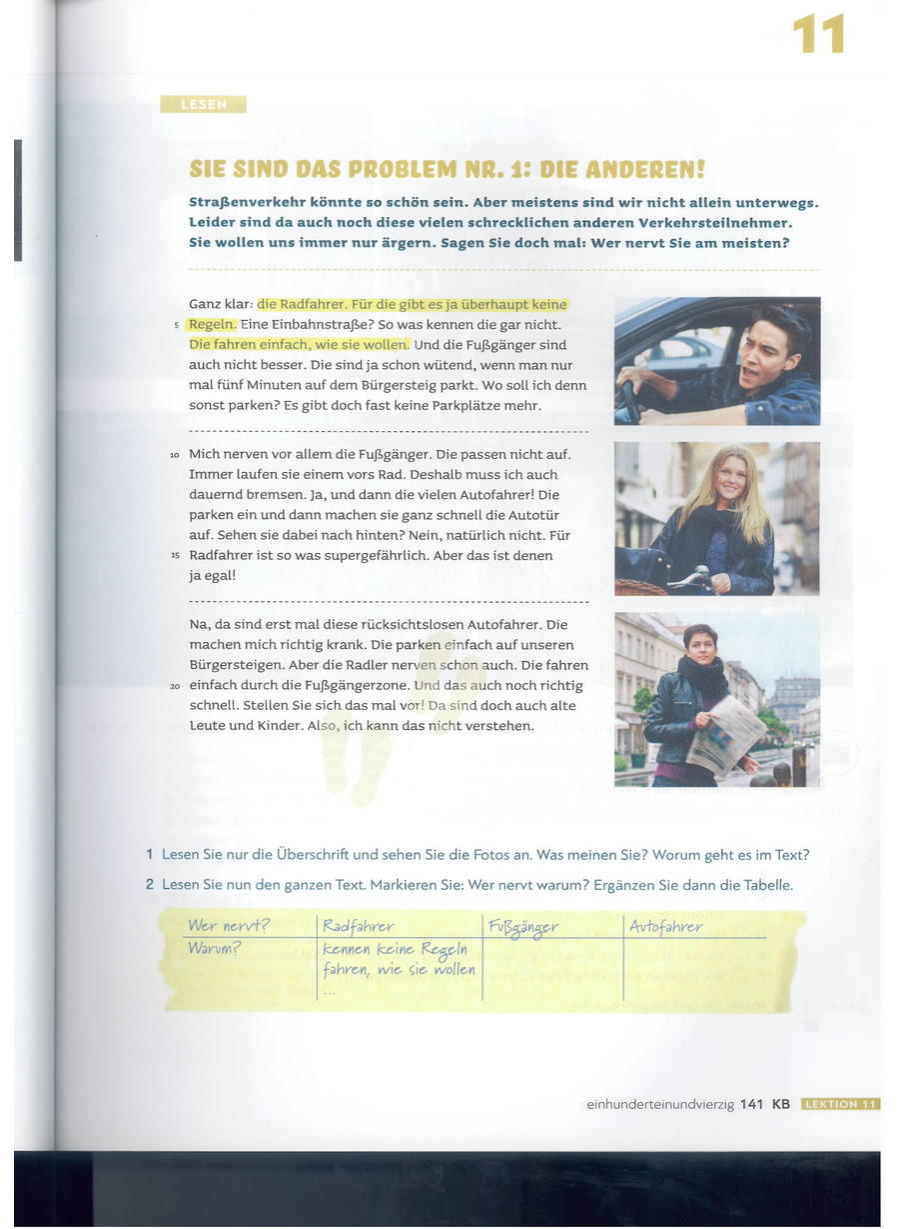 11
LESEN
SIE SIND DAS PROBLEM NR. 1: DIE ANDEREN!
Straßenverkehr könnte so schön sein. Aber meistens sind wir nicht allein unterwegs.
Leider sind da auch noch diese vielen schrecklichen anderen Verkehrsteilnehmer.
Sie wollen uns immer nur ärgern. Sagen Sie doch mal: Wer nervt Sie am meisten?
Ganz klar: die Radfahrer. Für die gibt es ja überhaupt keine
5 Regeln. Eine Einbahnstraße? So was kennen die gar nicht.
Die fahren einfach, wie sie wollen. Und die Fußgänger sind
auch nicht besser. Die sind ja schon wütend, wenn man nur
mal fünf Minuten auf dem Bürgersteig parkt. Wo soll ich denn
sonst parken? Es gibt doch fast keine Parkplätze mehr.
10 Mich nerven vor allem die Fußgänger. Die passen nicht auf.
Immer laufen sie einem vors Rad. Deshalb muss ich auch
dauernd bremsen. Ja, und dann die vielen Autofahrer! Die
parken ein und dann machen sie ganz schnell die Autotür
auf. Sehen sie dabei nach hinten? Nein, natürlich nicht. Für
15 Radfahrer ist so was supergefährlich. Aber das ist denen
ja egal!
Na, da sind erst mal diese rücksichtslosen Autofahrer. Die
machen mich richtig krank. Die parken einfach auf unseren
Bürgersteigen. Aber die Radler nerven schon auch. Die fahren
20 einfach durch die Fußgängerzone. Und das auch noch richtig
schnell. Stellen Sie sich das mal vor! Da sind doch auch alte
Leute und Kinder. Also, ich kann das nicht verstehen.
1 Lesen Sie nur die Überschrift und sehen Sie die Fotos an. Was meinen Sie? Worum geht es im Text?
2 Lesen Sie nun den ganzen Text. Markieren Sie: Wer nervt warum? Ergänzen Sie dann die Tabelle.
Wer nervt? Radfahrer Fußgänger Autofahrer
Warum? kennen keine Regeln
fahren, wie sie wollen
...
einhunderteinundvierzig 141 KB LEKTION 11